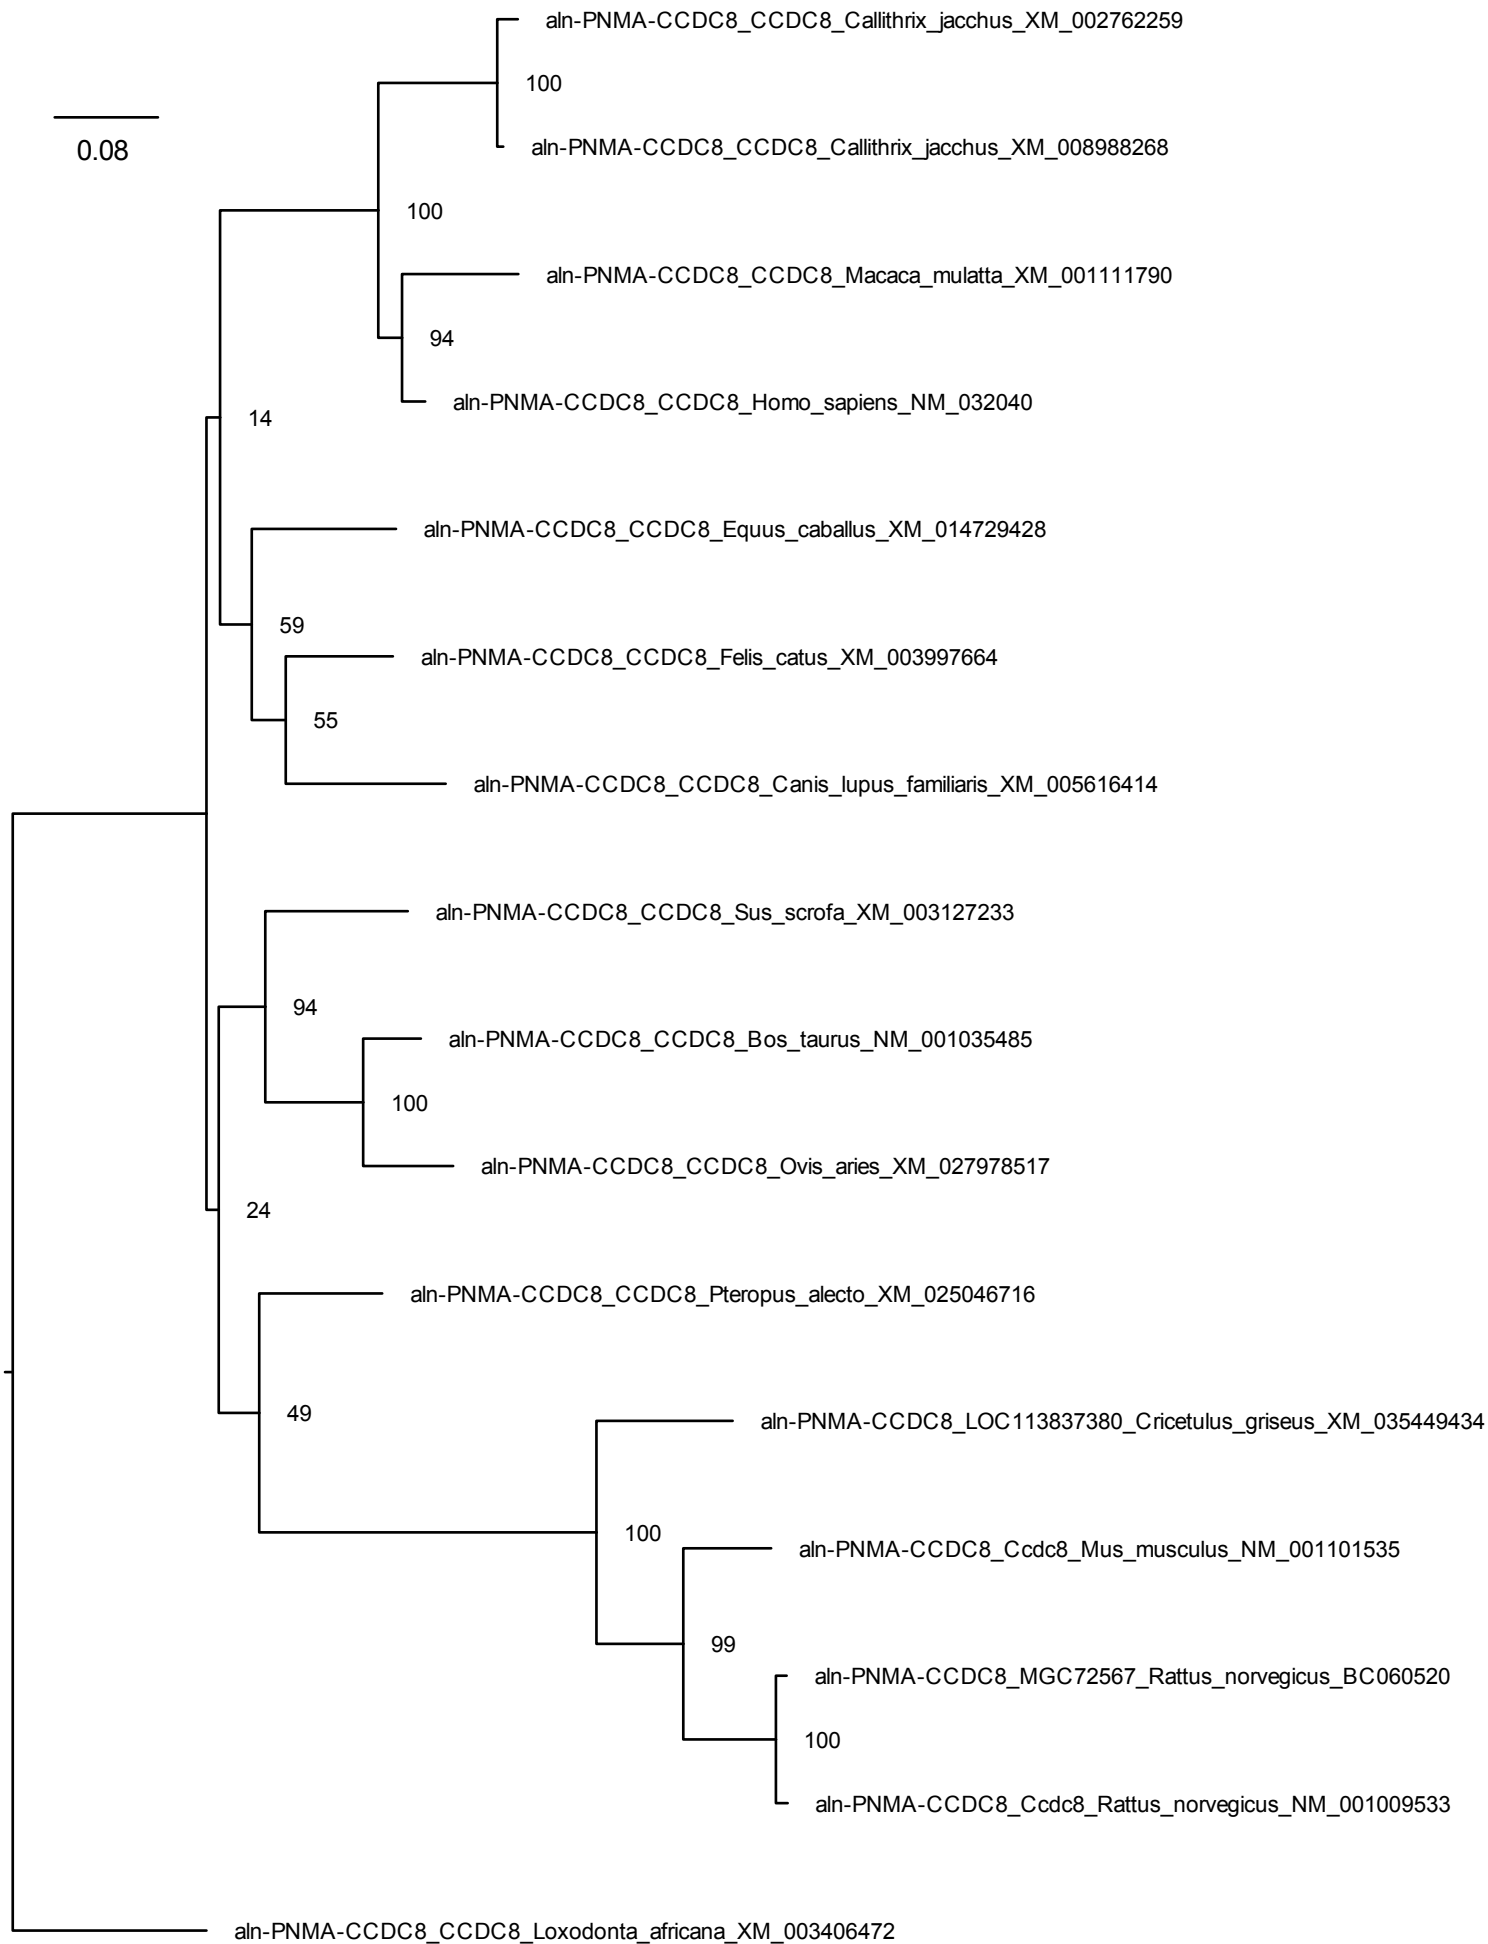 aln-PNMA-CCDC8_CCDC8_Callithrix_jacchus_XM_002762259
100
0.08
aln-PNMA-CCDC8_CCDC8_Callithrix_jacchus_XM_008988268
100
aln-PNMA-CCDC8_CCDC8_Macaca_mulatta_XM_001111790
94
aln-PNMA-CCDC8_CCDC8_Homo_sapiens_NM_032040
14
aln-PNMA-CCDC8_CCDC8_Equus_caballus_XM_014729428
59
aln-PNMA-CCDC8_CCDC8_Felis_catus_XM_003997664
55
aln-PNMA-CCDC8_CCDC8_Canis_lupus_familiaris_XM_005616414
aln-PNMA-CCDC8_CCDC8_Sus_scrofa_XM_003127233
94
aln-PNMA-CCDC8_CCDC8_Bos_taurus_NM_001035485
100
aln-PNMA-CCDC8_CCDC8_Ovis_aries_XM_027978517
24
aln-PNMA-CCDC8_CCDC8_Pteropus_alecto_XM_025046716
49
aln-PNMA-CCDC8_LOC113837380_Cricetulus_griseus_XM_035449434
100
aln-PNMA-CCDC8_Ccdc8_Mus_musculus_NM_001101535
99
aln-PNMA-CCDC8_MGC72567_Rattus_norvegicus_BC060520
100
aln-PNMA-CCDC8_Ccdc8_Rattus_norvegicus_NM_001009533
aln-PNMA-CCDC8_CCDC8_Loxodonta_africana_XM_003406472